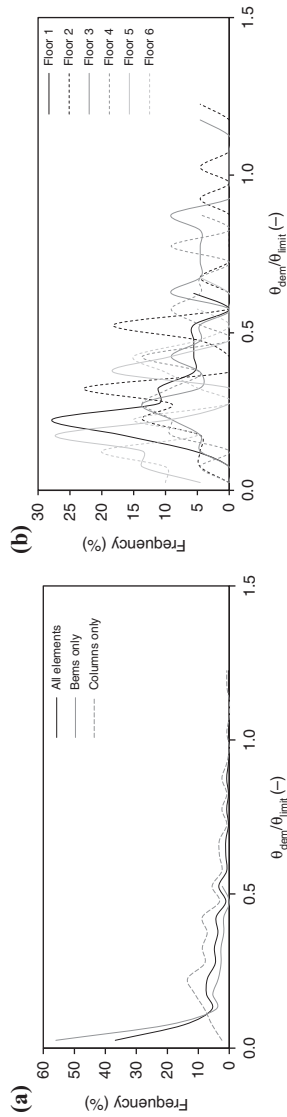 (a)
Frequency (%)
60
50
40
30
20
10
0
All elements
Bems only
Columns only
0.0
0.5
1.0
1.5
θdem/θlimit (–)
(b)
Frequency (%)
30
25
20
15
10
5
0
Floor 1
Floor 2
Floor 3
Floor 4
Floor 5
Floor 6
0.0
0.5
1.0
1.5
θdem/θlimit (–)